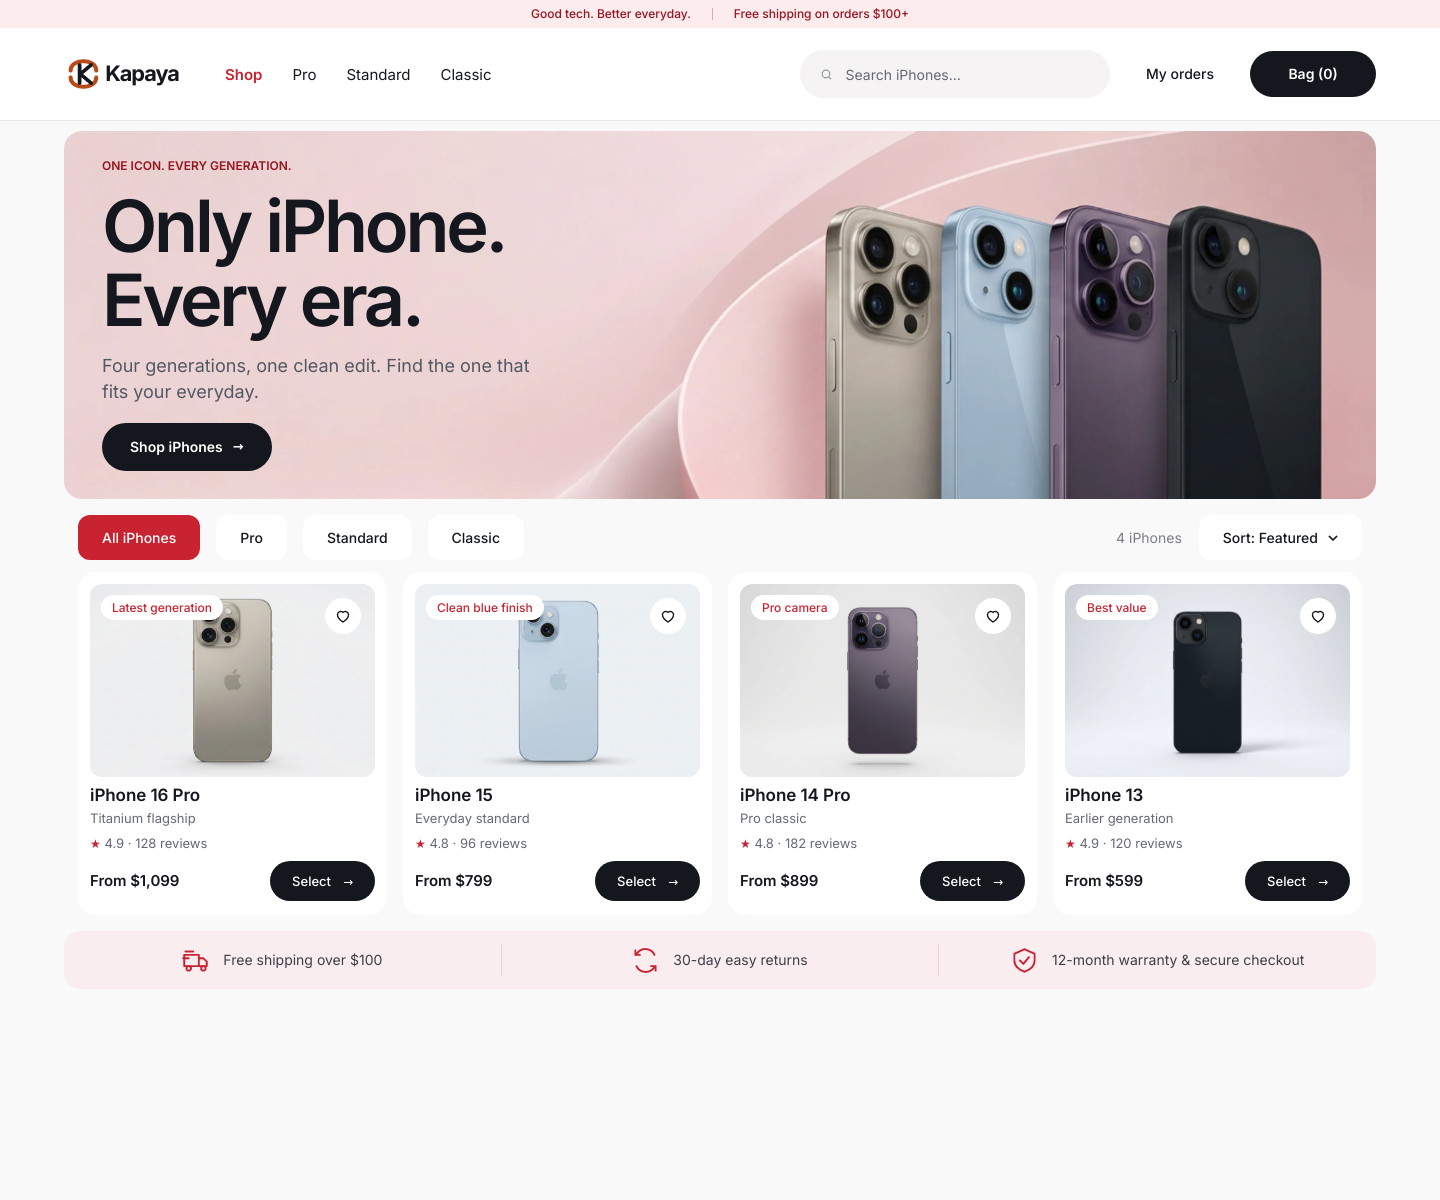 Good tech. Better everyday.
Free shipping on orders $100+
Kapaya
Shop
Pro
Standard
Classic
Search iPhones...
My orders
Bag (0)
ONE ICON. EVERY GENERATION.
Only iPhone.
Every era.
Four generations, one clean edit. Find the one that
fits your everyday.
Shop iPhones →
All iPhones
Pro
Standard
Classic
4 iPhones
Sort: Featured
Latest generation
Clean blue finish
Pro camera
Best value
iPhone 16 Pro
Titanium flagship
★ 4.9 · 128 reviews
From $1,099
Select →
iPhone 15
Everyday standard
★ 4.8 · 96 reviews
From $799
Select →
iPhone 14 Pro
Pro classic
★ 4.8 · 182 reviews
From $899
Select →
iPhone 13
Earlier generation
★ 4.9 · 120 reviews
From $599
Select →
Free shipping over $100
30-day easy returns
12-month warranty & secure checkout